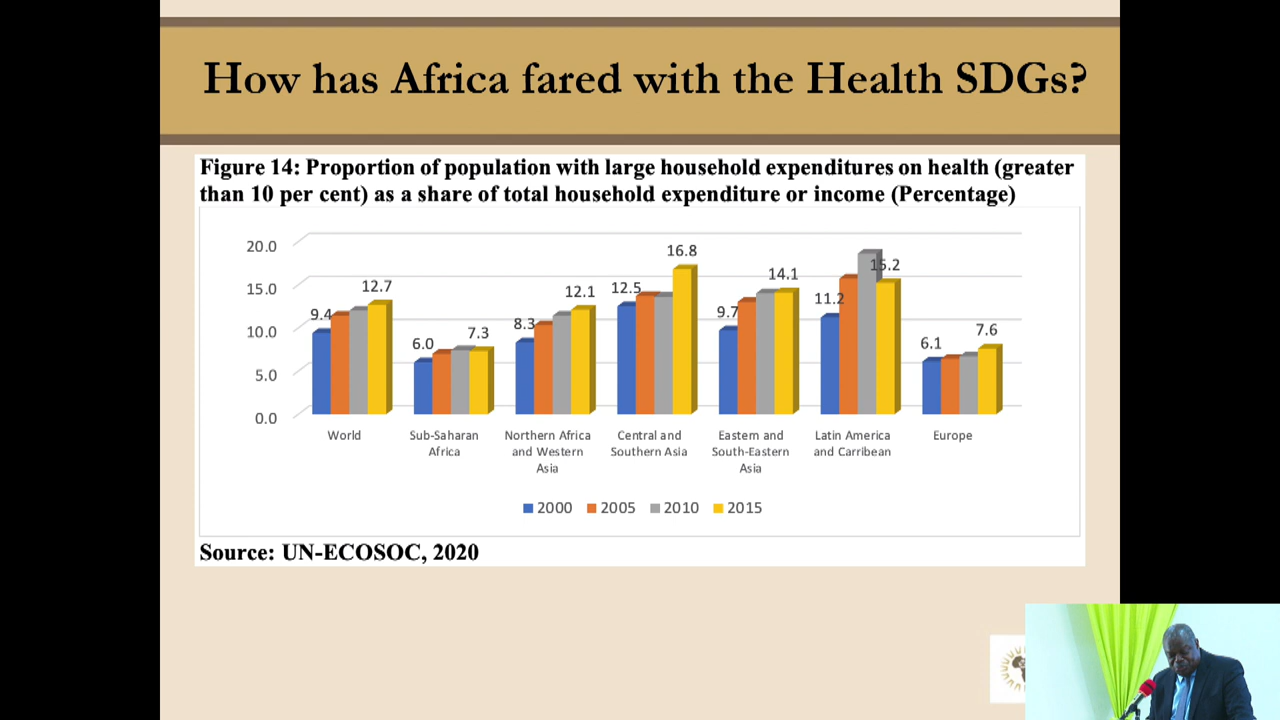 How has Africa fared with the Health SDGs?
Figure 14: Proportion of population with large household expenditures on health (greater
than 10 per cent) as a share of total household expenditure or income (Percentage)
20.0
15.0
10.0
5.0
0.0
9.4
12.7
6.0
7.3
8.3
12.1
12.5
16.8
9.7
14.1
11.2
15.2
6.1
7.6
World
Sub-Saharan
Africa
Northern Africa
and Western
Asia
Central and
Southern Asia
Eastern and
South-Eastern
Asia
Latin America
and Carribean
Europe
2000 2005 2010 2015
Source: UN-ECOSOC, 2020